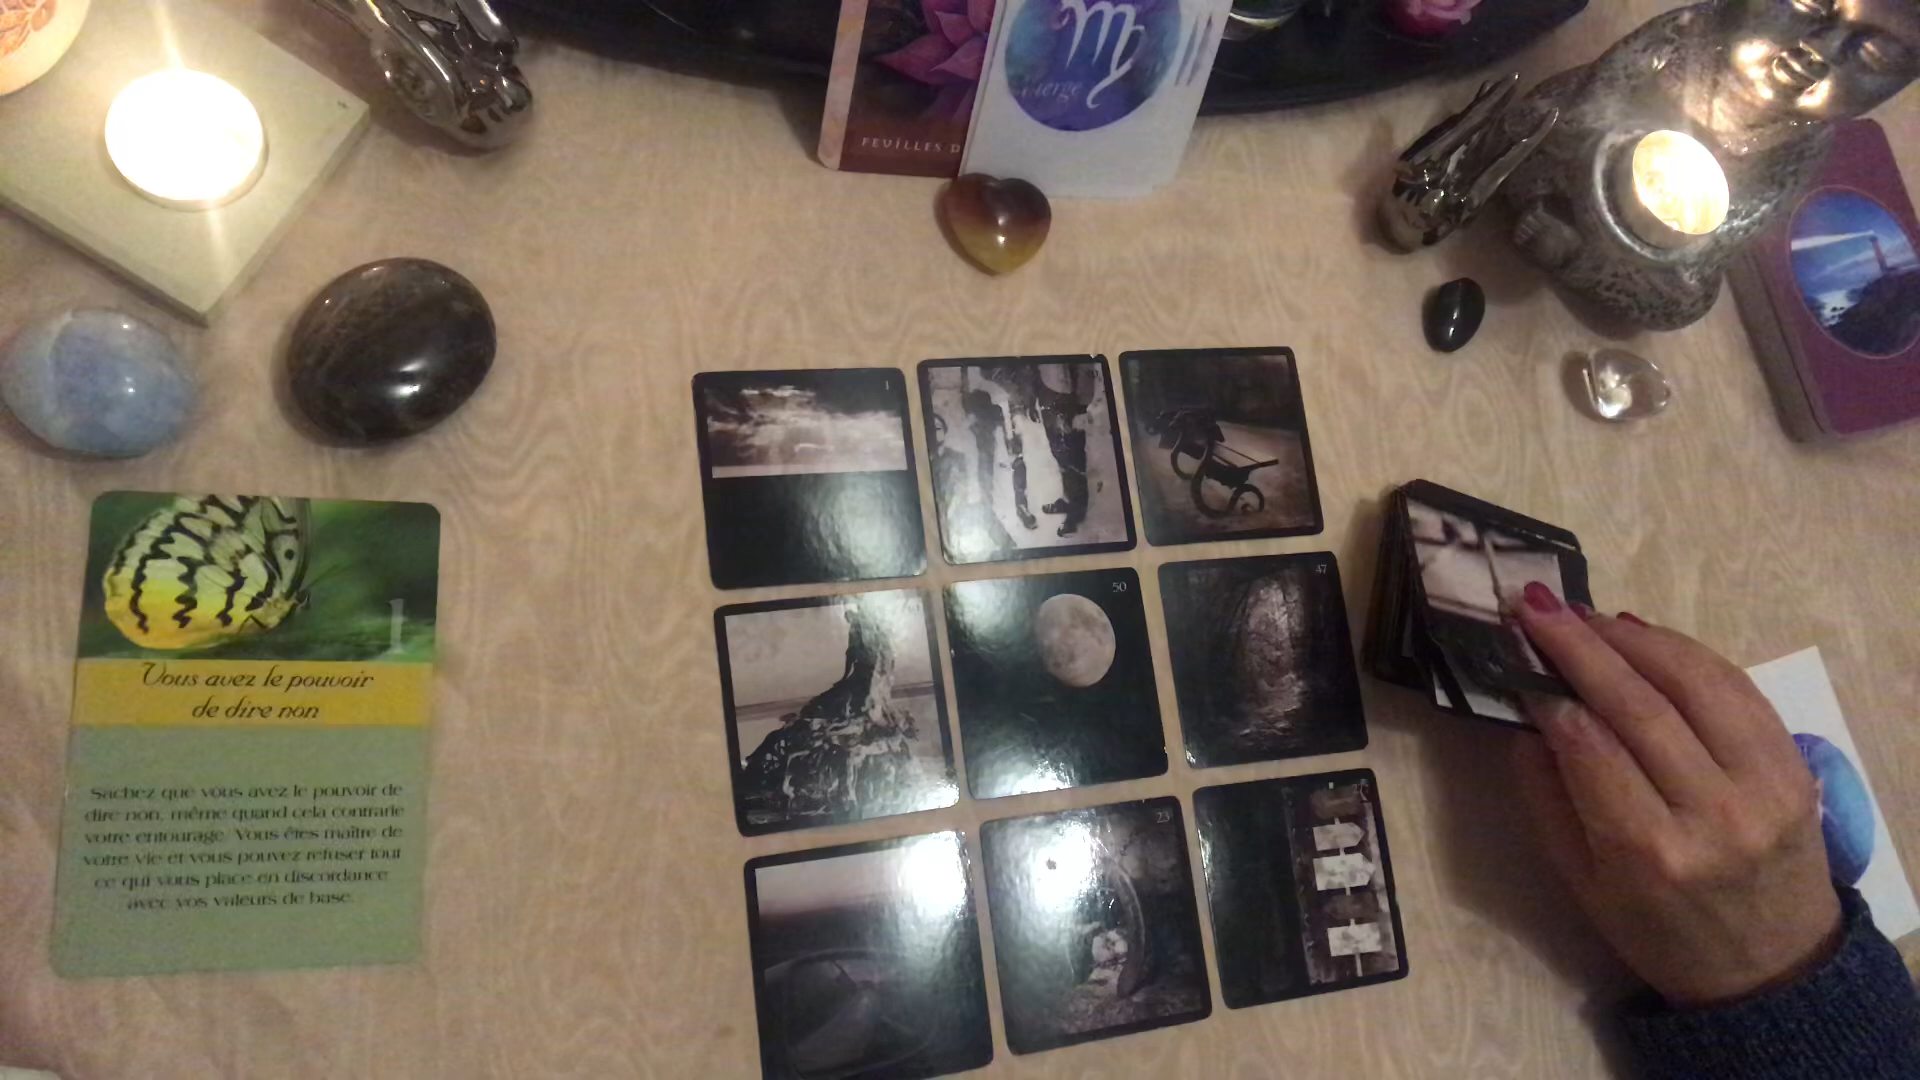 FEUILLES D
Vierge
1
50
47
1
Vous avez le pouvoir
de dire non
Sachez que vous avez le pouvoir de
dire non, même quand cela contrarie
votre entourage. Vous êtes maître de
votre vie et vous pouvez refuser tout
ce qui vous place en discordance
avec vos valeurs de base.
23